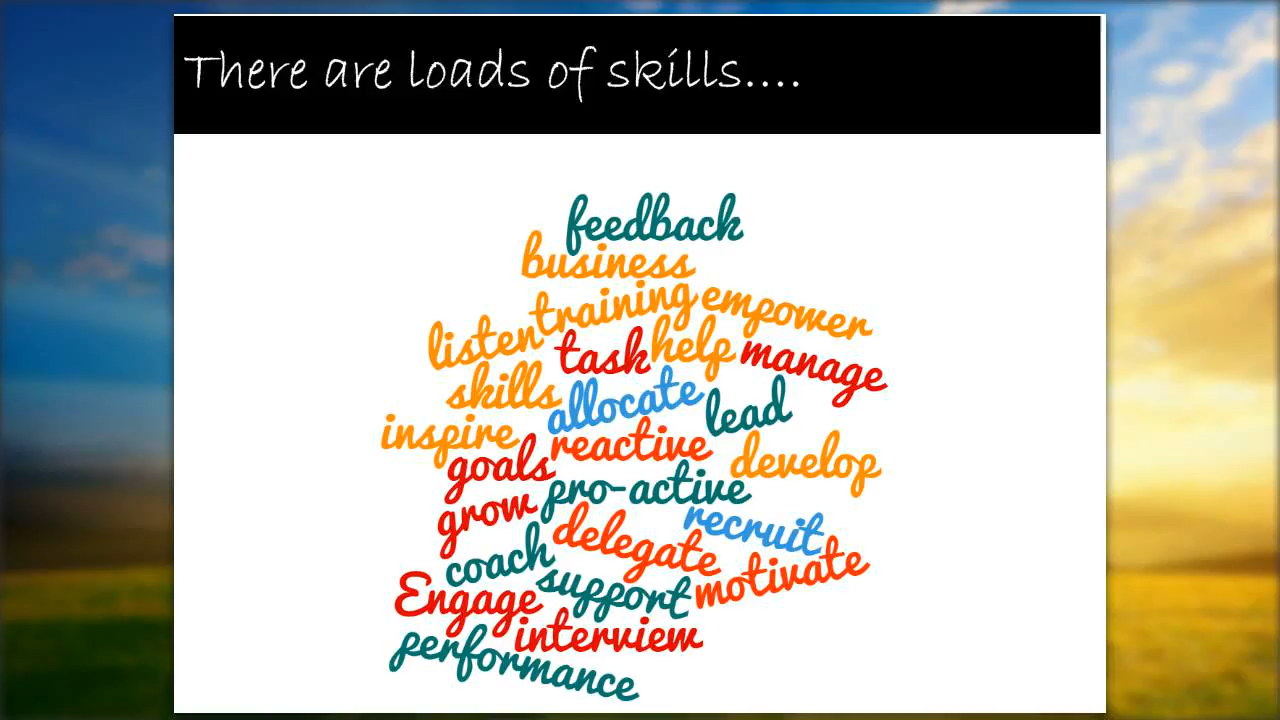 There are loads of skills....
feedback
business
training empower
listen task help manage
skills allocate lead
inspire reactive develop
goals pro-active
grow delegate recruit
coach support motivate
Engage interview
performance